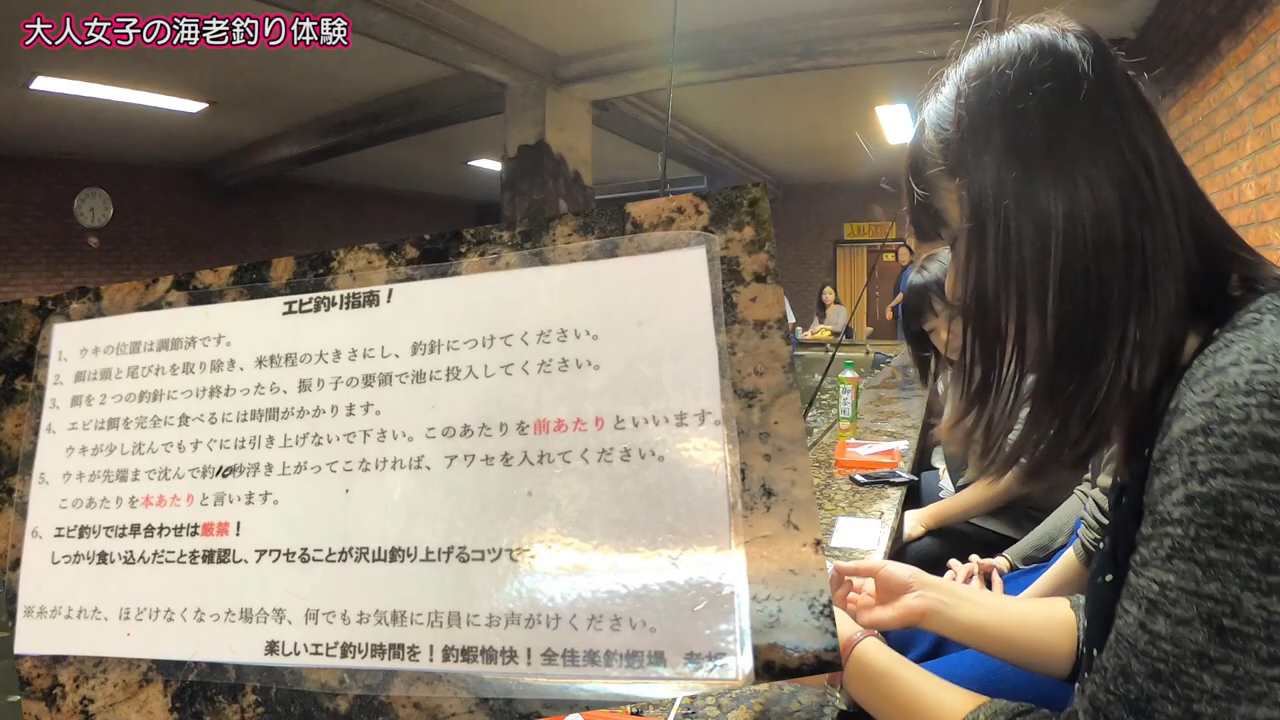 大人女子の海老釣り体験
エビ釣り指南！
1、ウキの位置は調節済です。
2、餌は頭と尾びれを取り除き、米粒程の大きさにし、釣針につけてください。
3、餌を２つの釣針につけ終わったら、振り子の要領で池に投入してください。
4、エビは餌を完全に食べるには時間がかかります。
ウキが少し沈んでもすぐには引き上げないで下さい。このあたりを前あたりといいます。
5、ウキが先端まで沈んで約10秒浮き上がってこなければ、アワセを入れてください。
このあたりを本あたりと言います。
6、エビ釣りでは早合わせは厳禁！
しっかり食い込んだことを確認し、アワセることが沢山釣り上げるコツで
※糸がよれた、ほどけなくなった場合等、何でもお気軽に店員にお声がけください。
楽しいエビ釣り時間を！釣蝦愉快！全佳楽釣蝦場 老板
御茶園